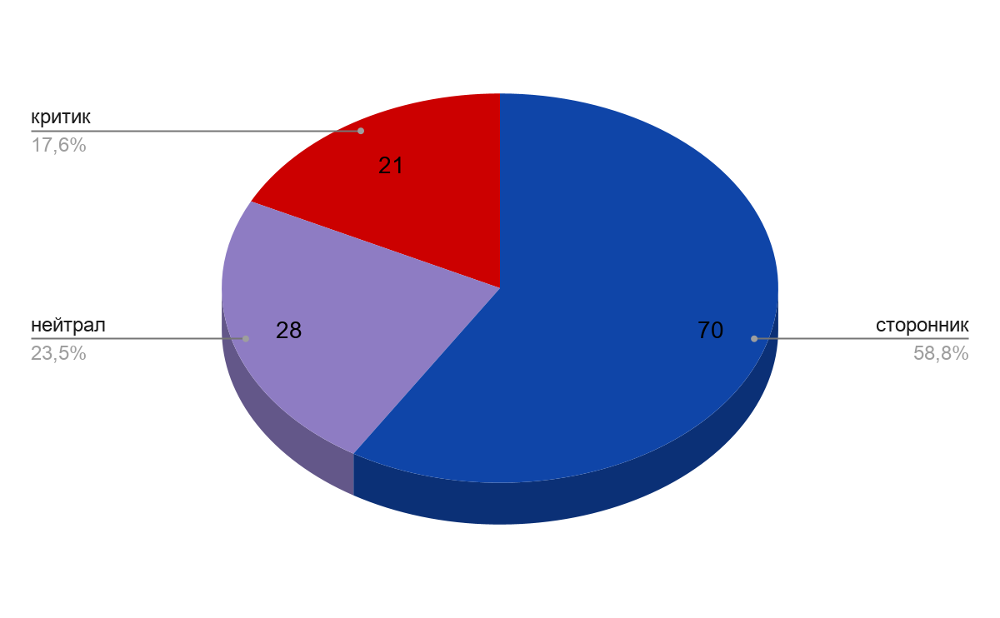 критик
17,6%
21
нейтрал
23,5%
28
70
сторонник
58,8%